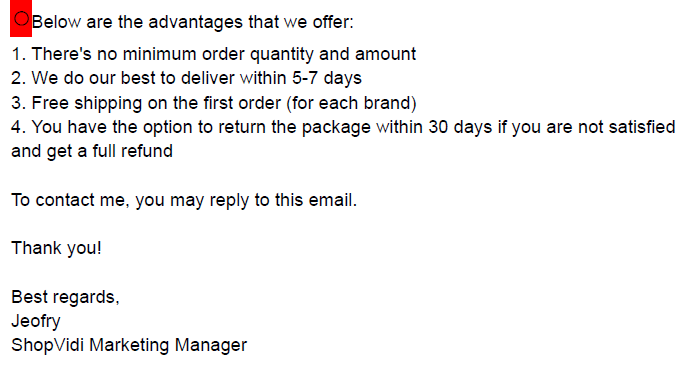 Below are the advantages that we offer:
1. There's no minimum order quantity and amount
2. We do our best to deliver within 5-7 days
3. Free shipping on the first order (for each brand)
4. You have the option to return the package within 30 days if you are not satisfied
and get a full refund
To contact me, you may reply to this email.
Thank you!
Best regards,
Jeofry
ShopVidi Marketing Manager